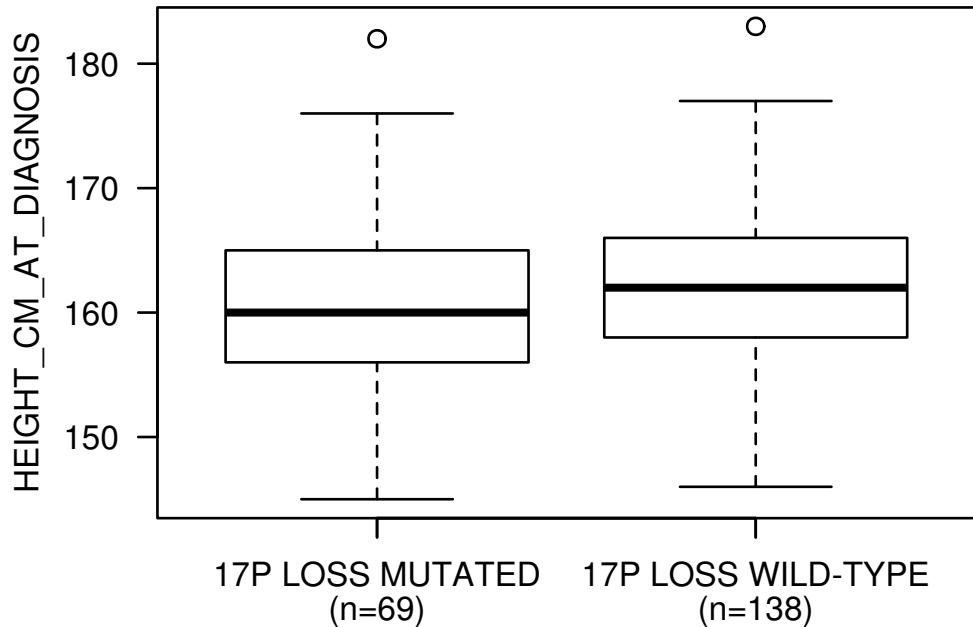 HEIGHT_CM_AT_DIAGNOSIS
180
170
160
150
17P LOSS MUTATED
(n=69)
17P LOSS WILD-TYPE
(n=138)